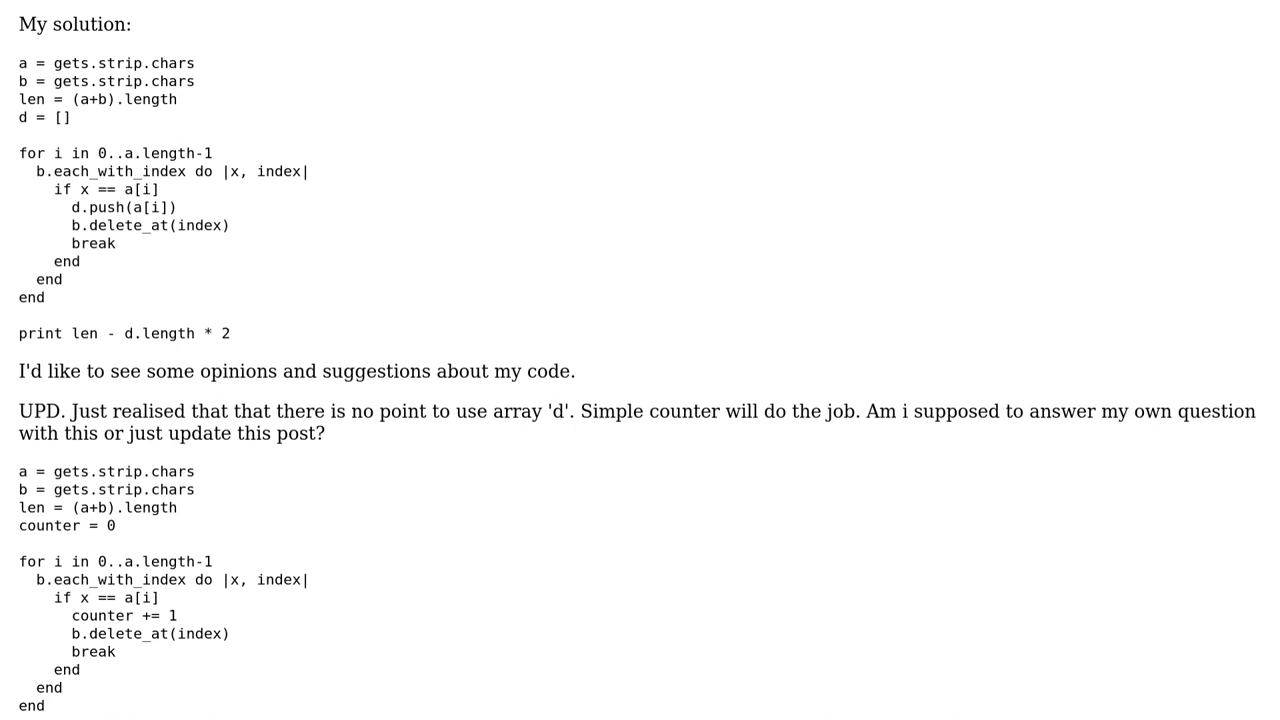 My solution:
a = gets.strip.chars
b = gets.strip.chars
len = (a+b).length
d = []
for i in 0..a.length-1
  b.each_with_index do |x, index|
    if x == a[i]
      d.push(a[i])
      b.delete_at(index)
      break
    end
  end
end
print len - d.length * 2
I'd like to see some opinions and suggestions about my code.
UPD. Just realised that that there is no point to use array 'd'. Simple counter will do the job. Am i supposed to answer my own question
with this or just update this post?
a = gets.strip.chars
b = gets.strip.chars
len = (a+b).length
counter = 0
for i in 0..a.length-1
  b.each_with_index do |x, index|
    if x == a[i]
      counter += 1
      b.delete_at(index)
      break
    end
  end
end